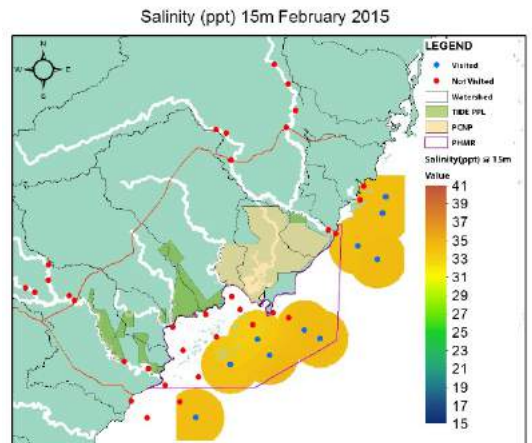 Salinity (ppt) 15m February 2015
N
W E
S
LEGEND
Visited
Not Visited
Watershed
TIDE PPL
PCNP
PHMR
Salinity(ppt) @ 15m
Value
41
39
37
35
33
31
29
27
25
23
21
19
17
15